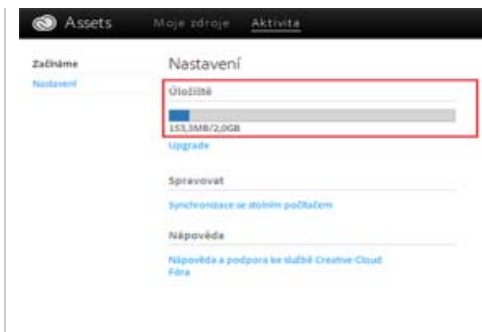 Assets Moje zdroje Aktivita
Začínáme
Nastavení
Nastavení
Úložiště
153,3MB/2,0GB
Upgrade
Spravovat
Synchronizace se stolním počítačem
Nápověda
Nápověda a podpora ke službě Creative Cloud
Fóra